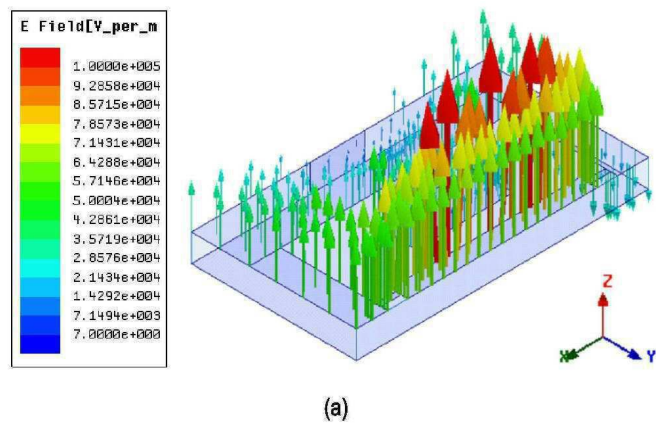 E Field[V_per_m
1.0000e+005
9.2858e+004
8.5715e+004
7.8573e+004
7.1431e+004
6.4288e+004
5.7146e+004
5.0004e+004
4.2861e+004
3.5719e+004
2.8576e+004
2.1434e+004
1.4292e+004
7.1494e+003
7.0000e+000
Z
X
Y
(a)